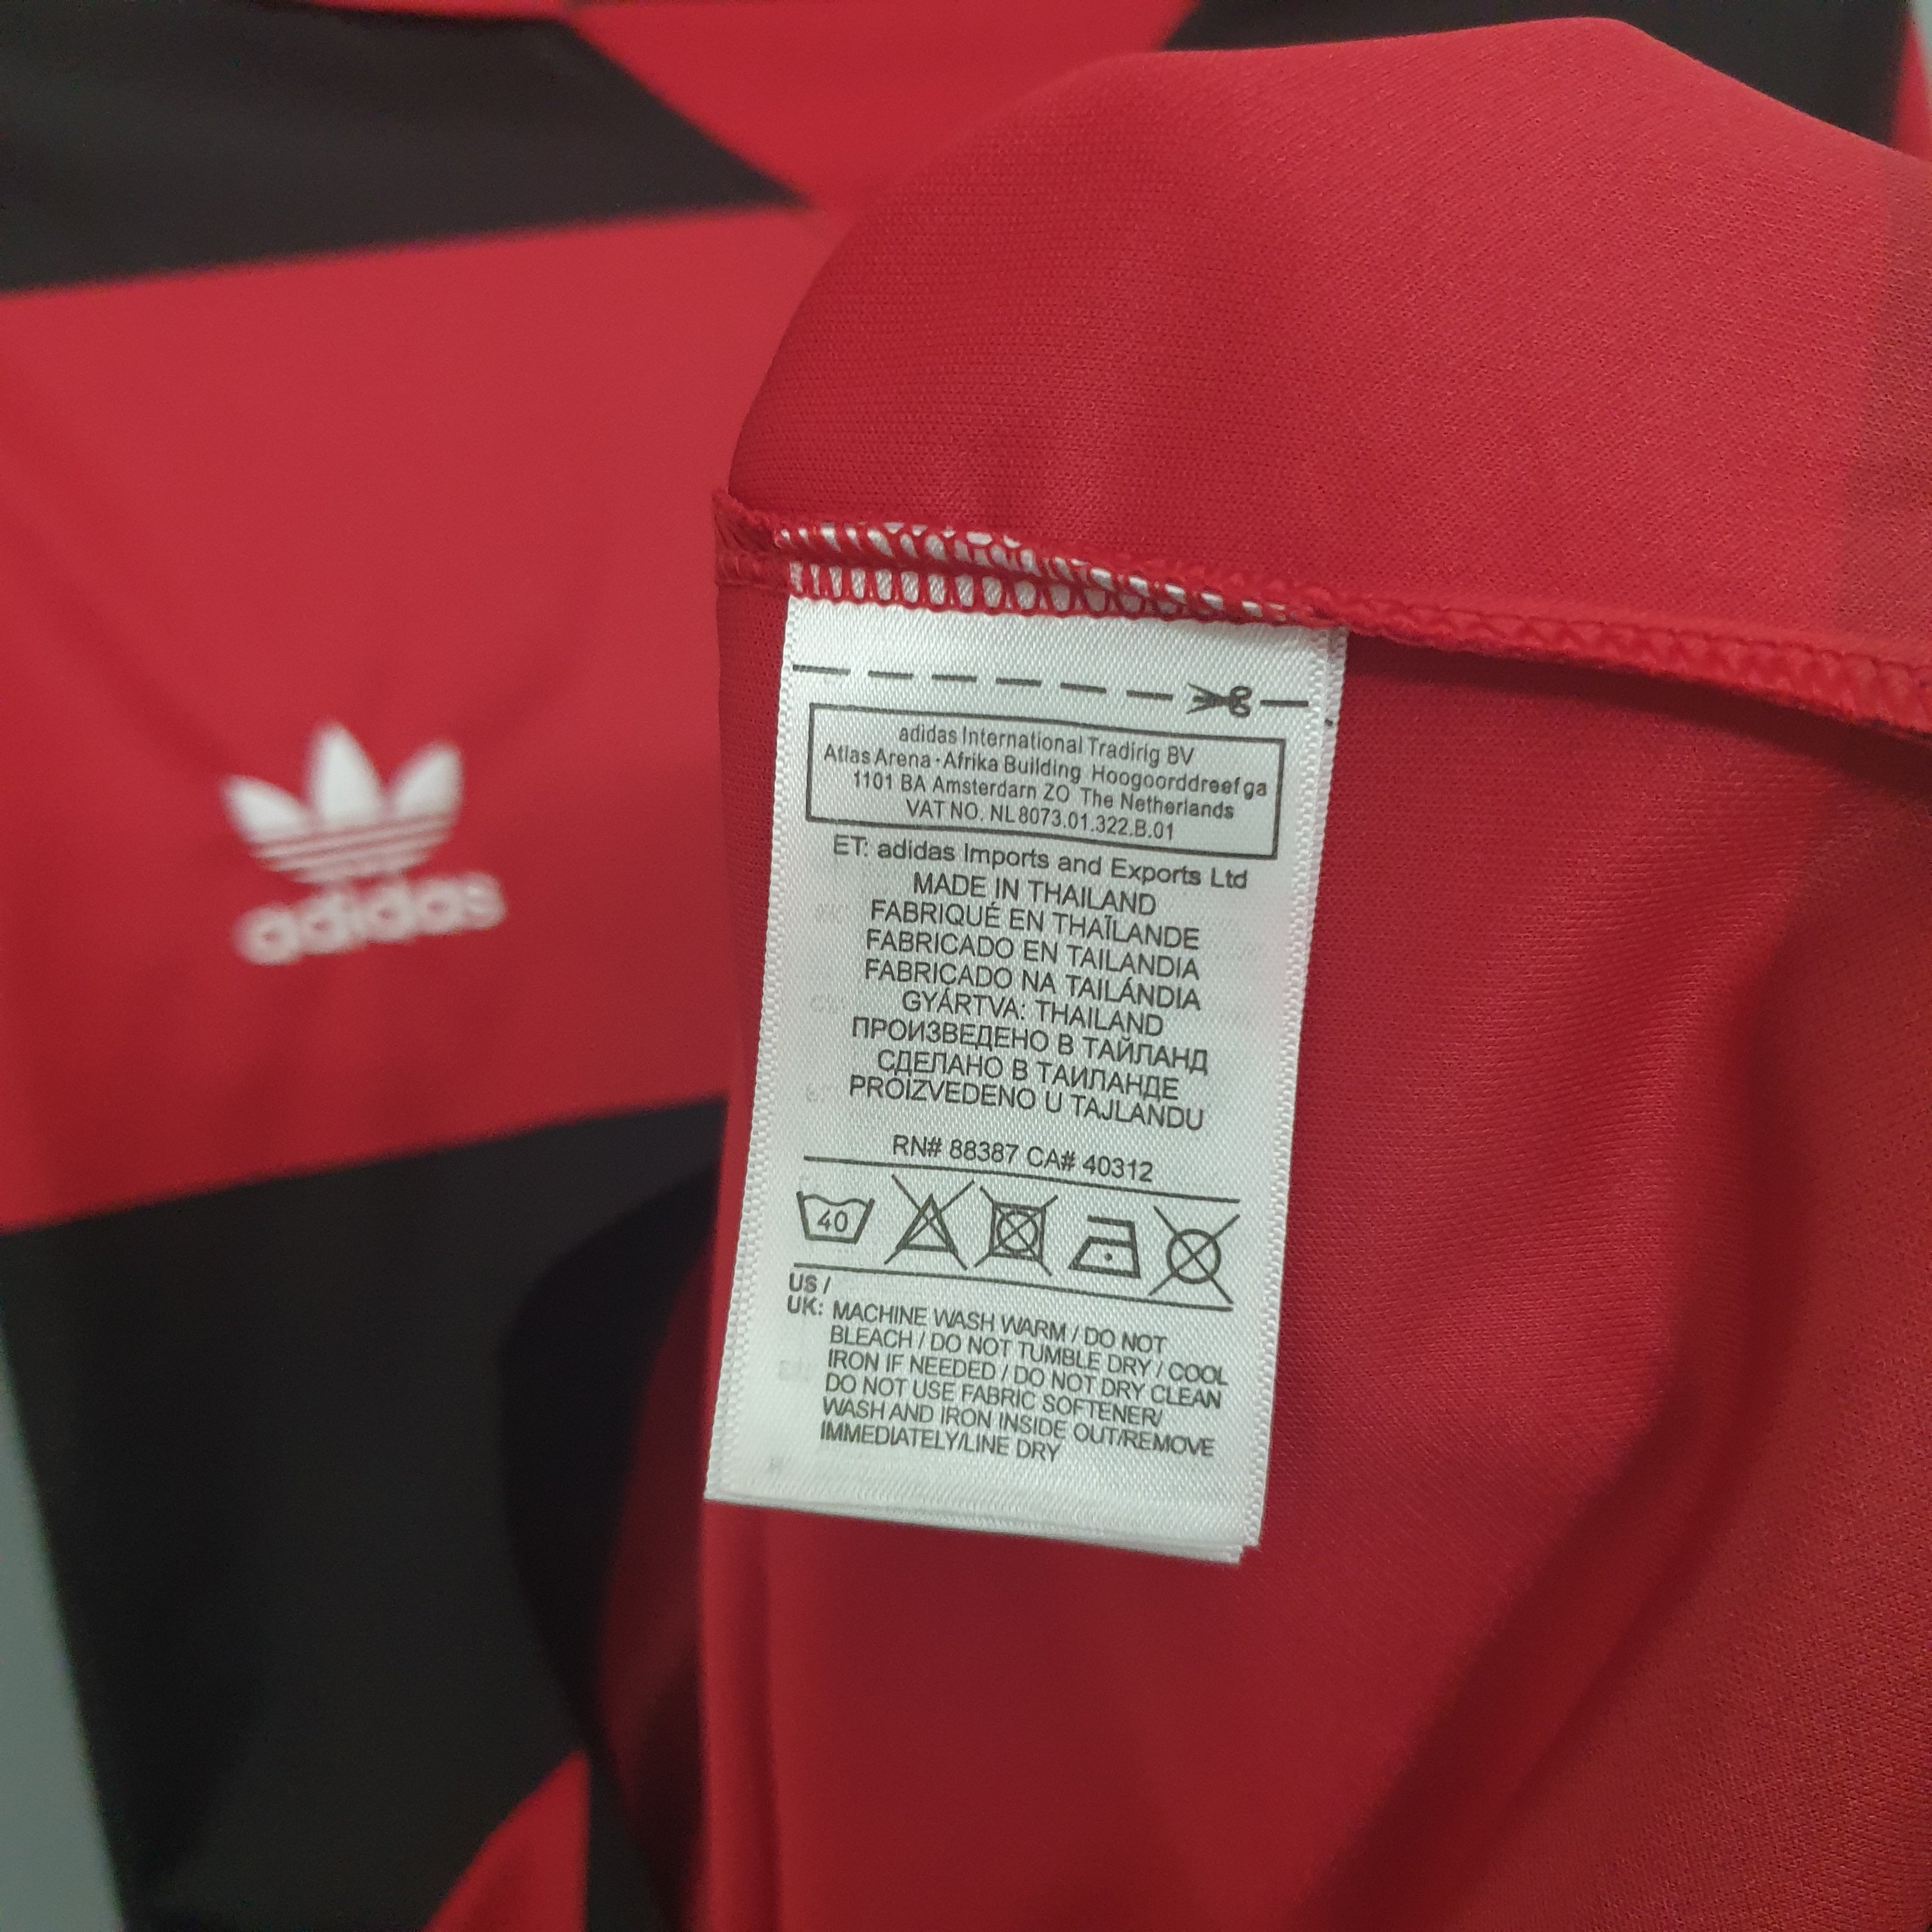 adidas
adidas International Tradirig BV
Atlas Arena · Afrika Building Hoogoorddreef ga
1101 BA Amsterdarn ZO The Netherlands
VAT NO. NL8073.01.322.B.01
ET: adidas Imports and Exports Ltd
MADE IN THAILAND
FABRIQUÉ EN THAÏLANDE
FABRICADO EN TAILANDIA
FABRICADO NA TAILÁNDIA
GYÁRTVA: THAILAND
ПРОИЗВЕДЕНО В ТАЙЛАНД
СДЕЛАНО В ТАИЛАНДЕ
PROIZVEDENO U TAJLANDU
RN# 88387 CA# 40312
40
US /
UK: MACHINE WASH WARM / DO NOT
BLEACH / DO NOT TUMBLE DRY / COOL
IRON IF NEEDED / DO NOT DRY CLEAN
DO NOT USE FABRIC SOFTENER/
WASH AND IRON INSIDE OUT/REMOVE
IMMEDIATELY/LINE DRY